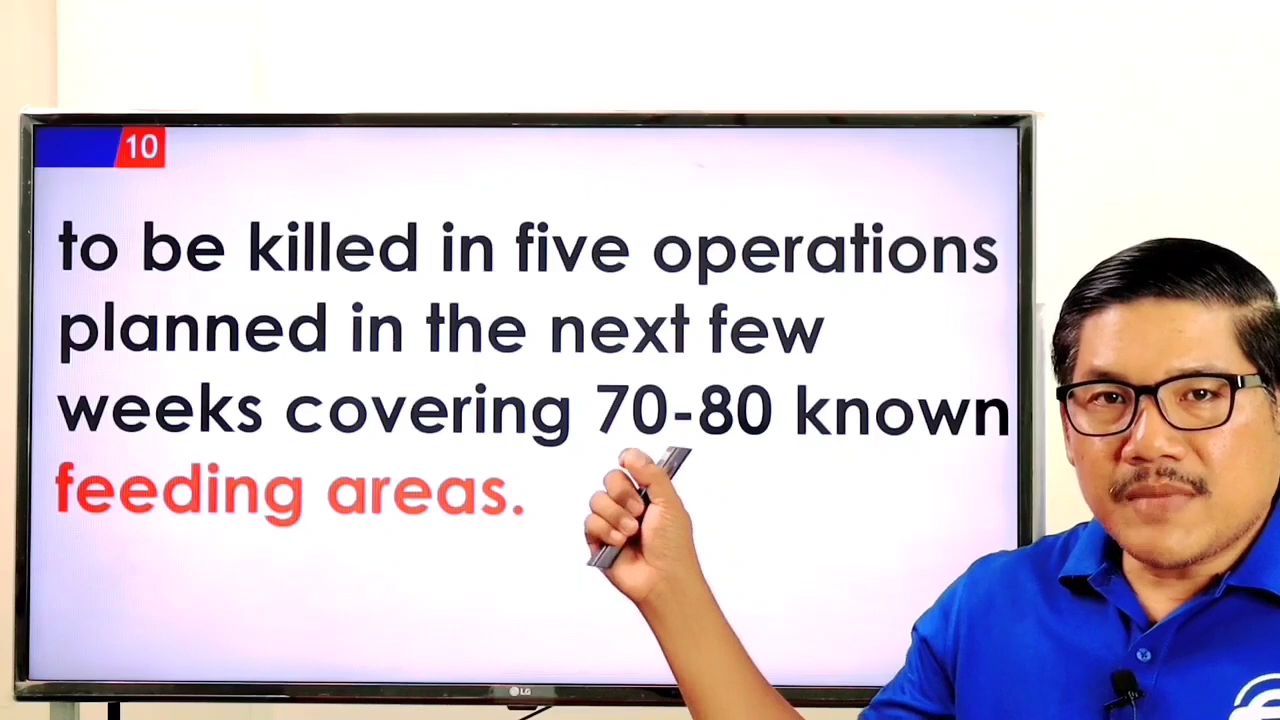 10
to be killed in five operations
planned in the next few
weeks covering 70-80 known
feeding areas.
LG